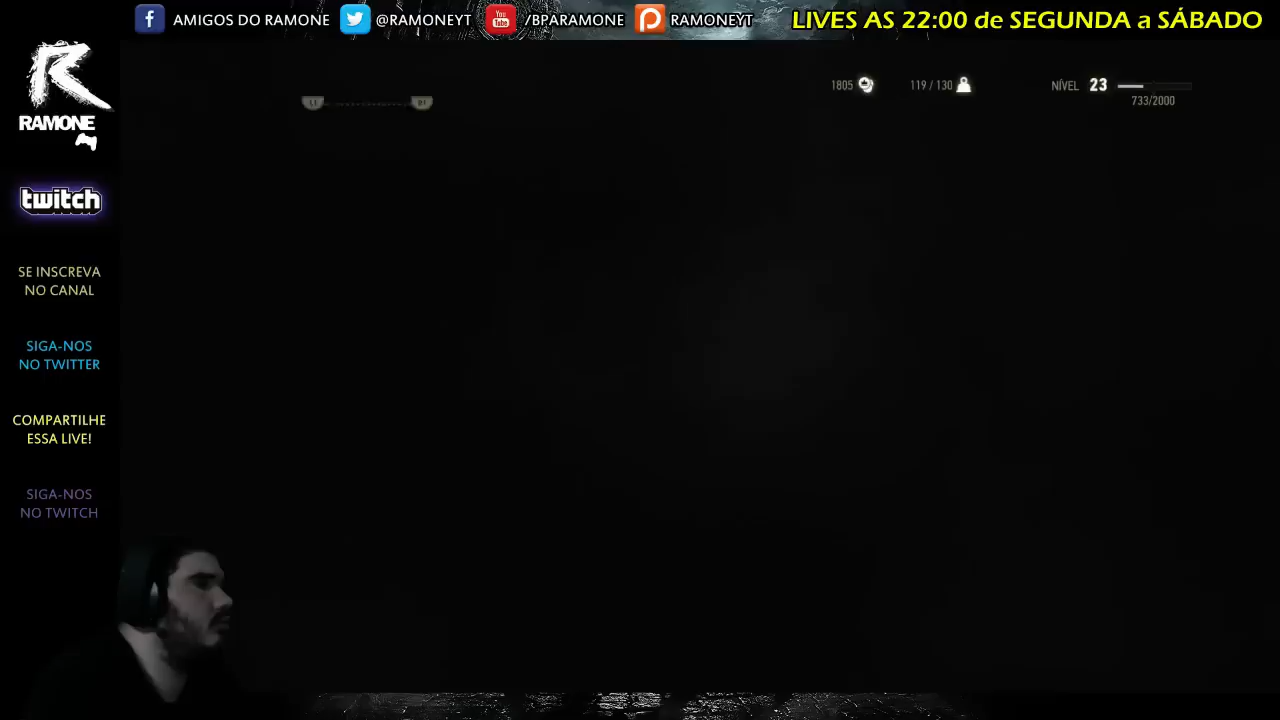 AMIGOS DO RAMONE @RAMONEYT /BPARAMONE RAMONEYT LIVES AS 22:00 de SEGUNDA a SÁBADO
R
RAMONE
1805 119 / 130 NÍVEL 23
733/2000
twitch
SE INSCREVA
NO CANAL
SIGA-NOS
NO TWITTER
COMPARTILHE
ESSA LIVE!
SIGA-NOS
NO TWITCH